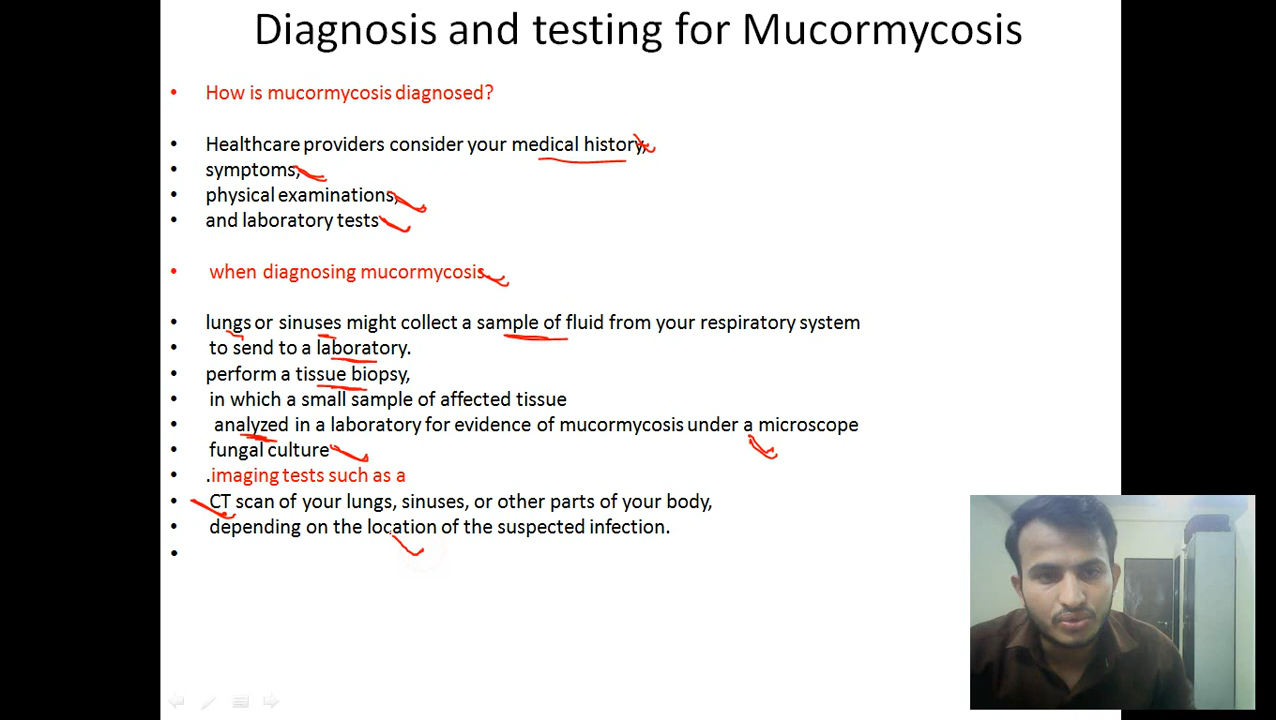 Diagnosis and testing for Mucormycosis
• How is mucormycosis diagnosed?
• Healthcare providers consider your medical history,
• symptoms,
• physical examinations,
• and laboratory tests
• when diagnosing mucormycosis
• lungs or sinuses might collect a sample of fluid from your respiratory system
• to send to a laboratory.
• perform a tissue biopsy,
• in which a small sample of affected tissue
• analyzed in a laboratory for evidence of mucormycosis under a microscope
• fungal culture
• .imaging tests such as a
• CT scan of your lungs, sinuses, or other parts of your body,
• depending on the location of the suspected infection.
•